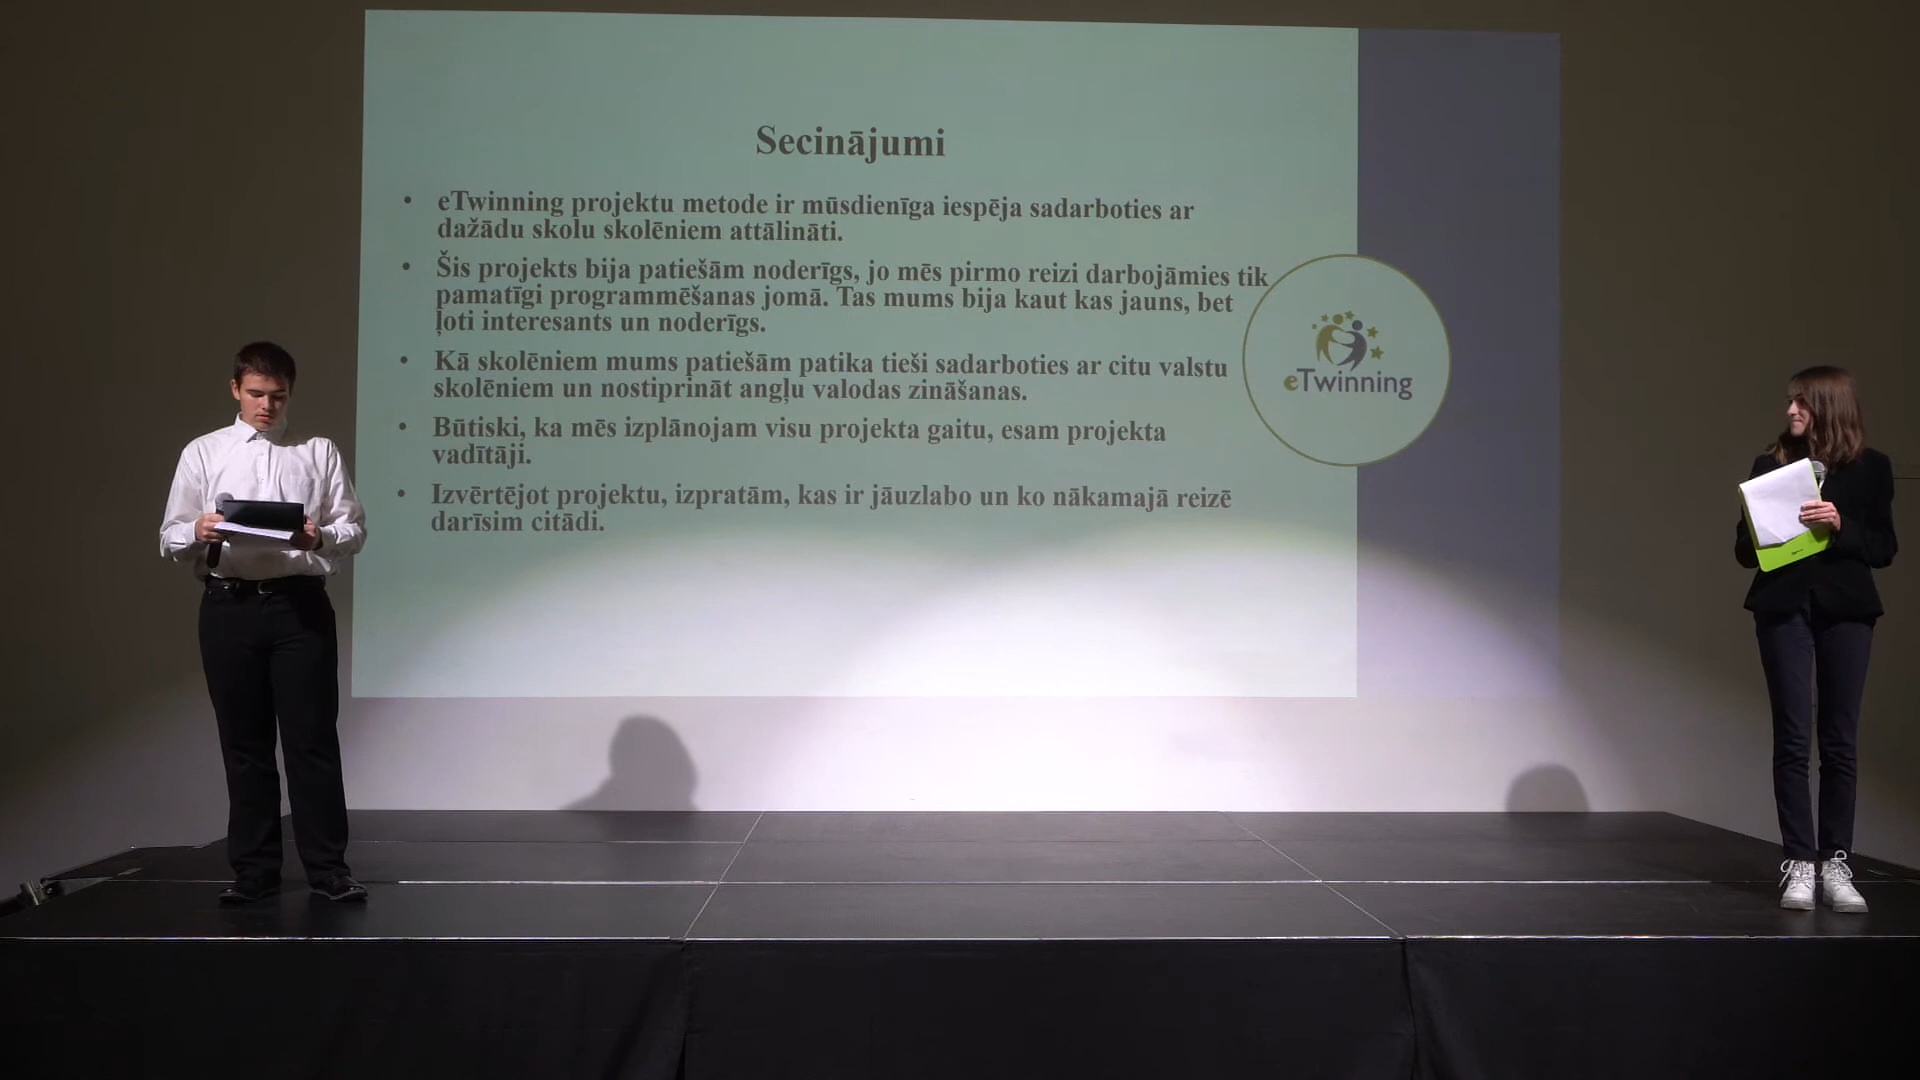 Secinājumi
• eTwinning projektu metode ir mūsdienīga iespēja sadarboties ar
dažādu skolu skolēniem attālināti.
• Šis projekts bija patiešām noderīgs, jo mēs pirmo reizi darbojāmies tik
pamatīgi programmēšanas jomā. Tas mums bija kaut kas jauns, bet
ļoti interesants un noderīgs.
• Kā skolēniem mums patiešām patika tieši sadarboties ar citu valstu
skolēniem un nostiprināt angļu valodas zināšanas.
• Būtiski, ka mēs izplānojam visu projekta gaitu, esam projekta
vadītāji.
• Izvērtējot projektu, izpratām, kas ir jāuzlabo un ko nākamajā reizē
darīsim citādi.
eTwinning